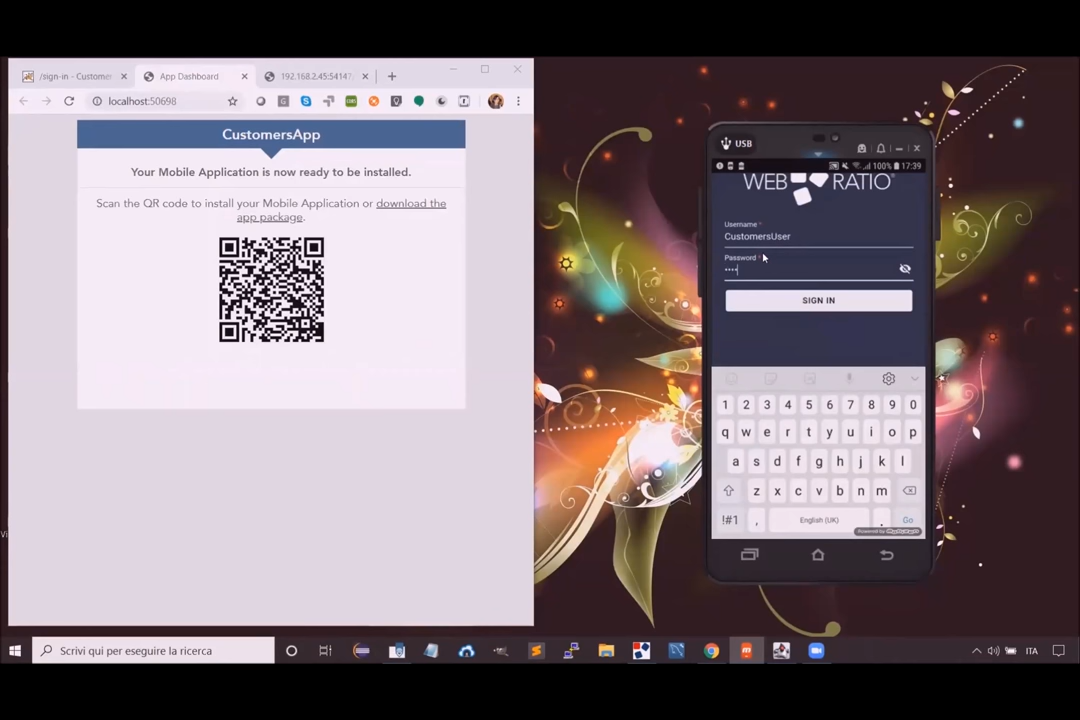 /sign-in - Custome
App Dashboard
192.168.2.45:5414
localhost:50698
CustomersApp
Your Mobile Application is now ready to be installed.
Scan the QR code to install your Mobile Application or download the
app package.
USB
100% 17:39
WEB RATIO
Username *
CustomersUser
Password *
••••
SIGN IN
1 2 3 4 5 6 7 8 9 0
q w e r t y u i o p
a s d f g h j k l
z x c v b n m
!#1 , English (UK) . Go
Scrivi qui per eseguire la ricerca
ITA